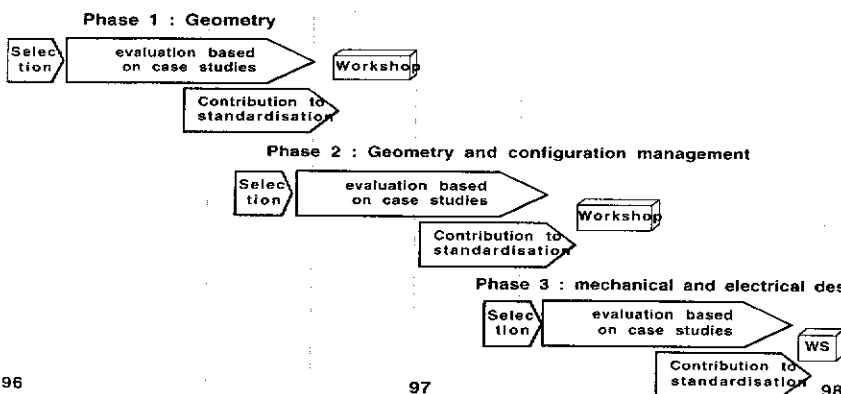 Phase 1 : Geometry
Selec
tion
evaluation based
on case studies
Workshop
Contribution to
standardisation
Phase 2 : Geometry and configuration management
Selec
tion
evaluation based
on case studies
Workshop
Contribution to
standardisation
Phase 3 : mechanical and electrical des
Selec
tion
evaluation based
on case studies
WS
Contribution to
standardisation
96
97
98